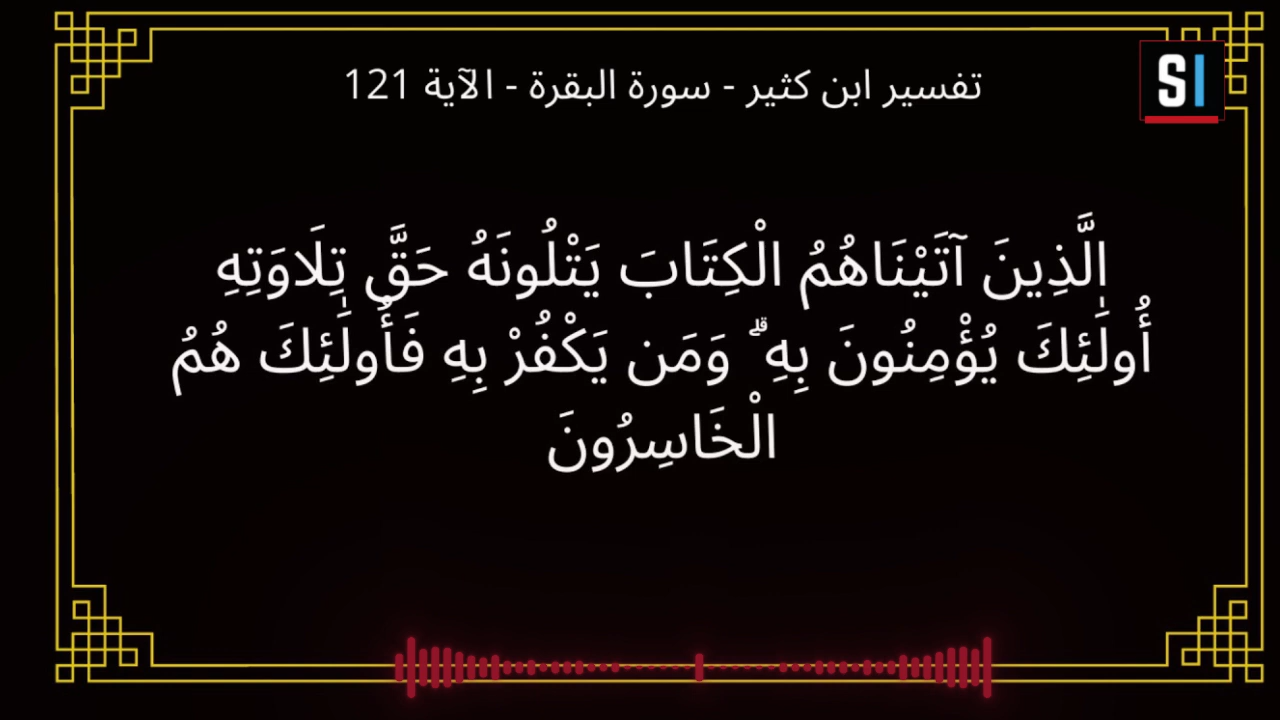 تفسير ابن كثير - سورة البقرة - الآية 121
SI
الَّذِينَ آتَيْنَاهُمُ الْكِتَابَ يَتْلُونَهُ حَقَّ تِلَاوَتِهِ
أُولَٰئِكَ يُؤْمِنُونَ بِهِ ۗ وَمَن يَكْفُرْ بِهِ فَأُولَٰئِكَ هُمُ
الْخَاسِرُونَ